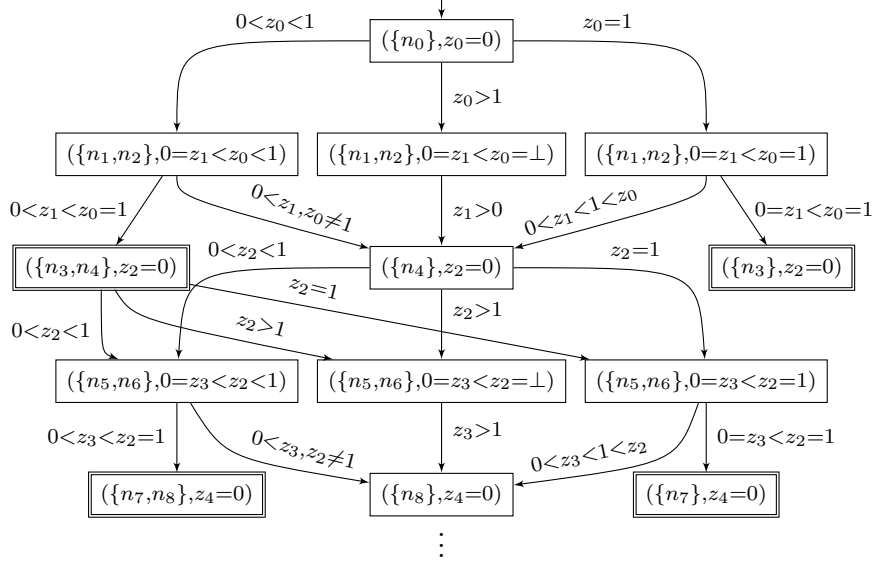 0<z₀<1
({n₀},z₀=0)
z₀=1
z₀>1
({n₁,n₂},0=z₁<z₀<1)
({n₁,n₂},0=z₁<z₀=⊥)
({n₁,n₂},0=z₁<z₀=1)
0<z₁<z₀=1
0<z₁,z₀≠1
z₁>0
0<z₁<1<z₀
0=z₁<z₀=1
({n₃,n₄},z₂=0)
0<z₂<1
({n₄},z₂=0)
z₂=1
({n₃},z₂=0)
0<z₂<1
z₂>1
z₂=1
z₂>1
({n₅,n₆},0=z₃<z₂<1)
({n₅,n₆},0=z₃<z₂=⊥)
({n₅,n₆},0=z₃<z₂=1)
0<z₃<z₂=1
0<z₃,z₂≠1
z₃>1
0<z₃<1<z₂
0=z₃<z₂=1
({n₇,n₈},z₄=0)
({n₈},z₄=0)
({n₇},z₄=0)
⋮